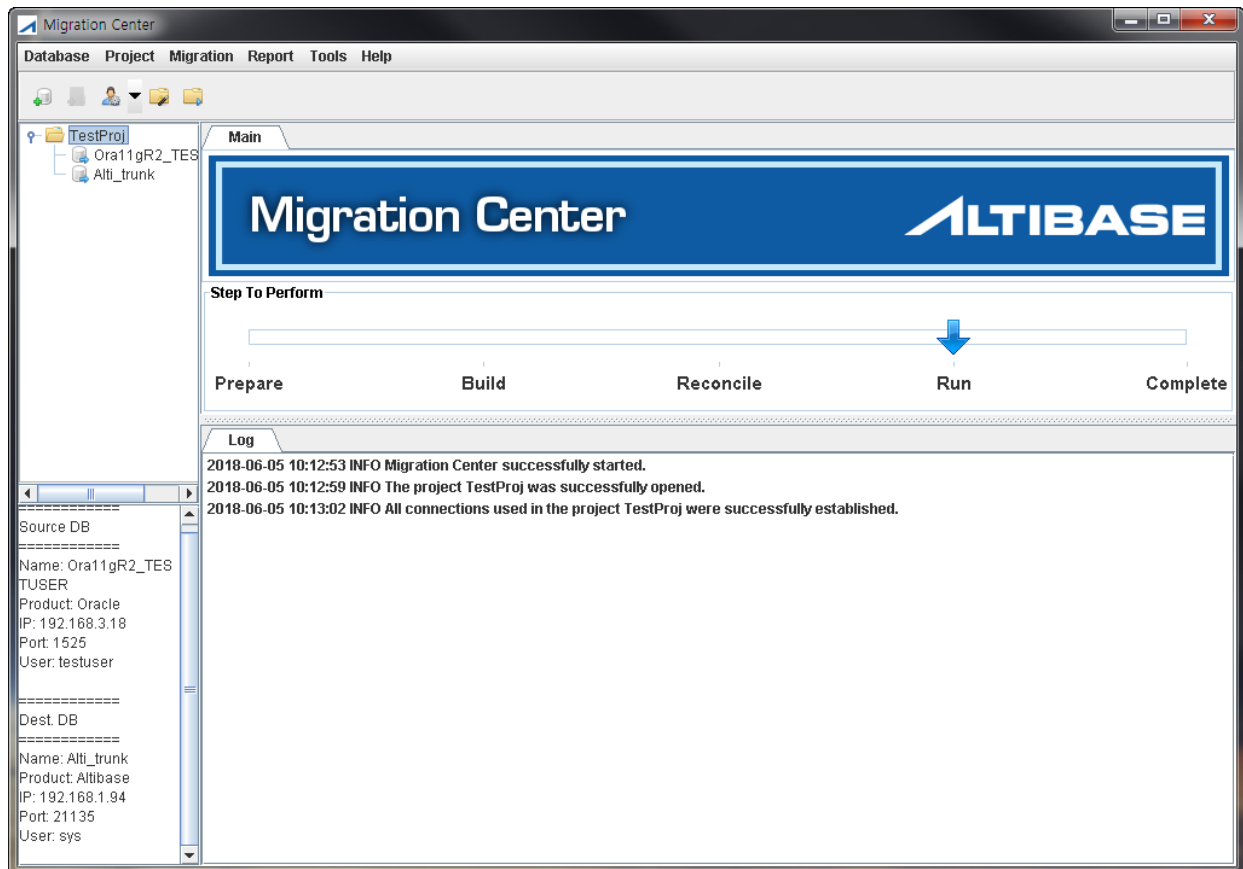 Migration Center
Database Project Migration Report Tools Help
TestProj
Ora11gR2_TES
Alti_trunk
Main
Migration Center
ALTIBASE
Step To Perform
Prepare Build Reconcile Run Complete
Log
2018-06-05 10:12:53 INFO Migration Center successfully started.
2018-06-05 10:12:59 INFO The project TestProj was successfully opened.
2018-06-05 10:13:02 INFO All connections used in the project TestProj were successfully established.
============
Source DB
============
Name: Ora11gR2_TES
TUSER
Product: Oracle
IP: 192.168.3.18
Port: 1525
User: testuser
============
Dest. DB
============
Name: Alti_trunk
Product: Altibase
IP: 192.168.1.94
Port: 21135
User: sys